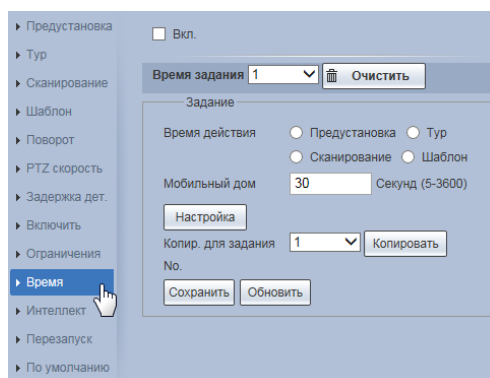 Предустановка
Тур
Сканирование
Шаблон
Поворот
PTZ скорость
Задержка дет.
Включить
Ограничения
Время
Интеллект
Перезапуск
По умолчанию
Вкл.
Время задания 1 Очистить
Задание
Время действия Предустановка Тур
Сканирование Шаблон
Мобильный дом 30 Секунд (5-3600)
Настройка
Копир. для задания 1 Копировать
No.
Сохранить Обновить